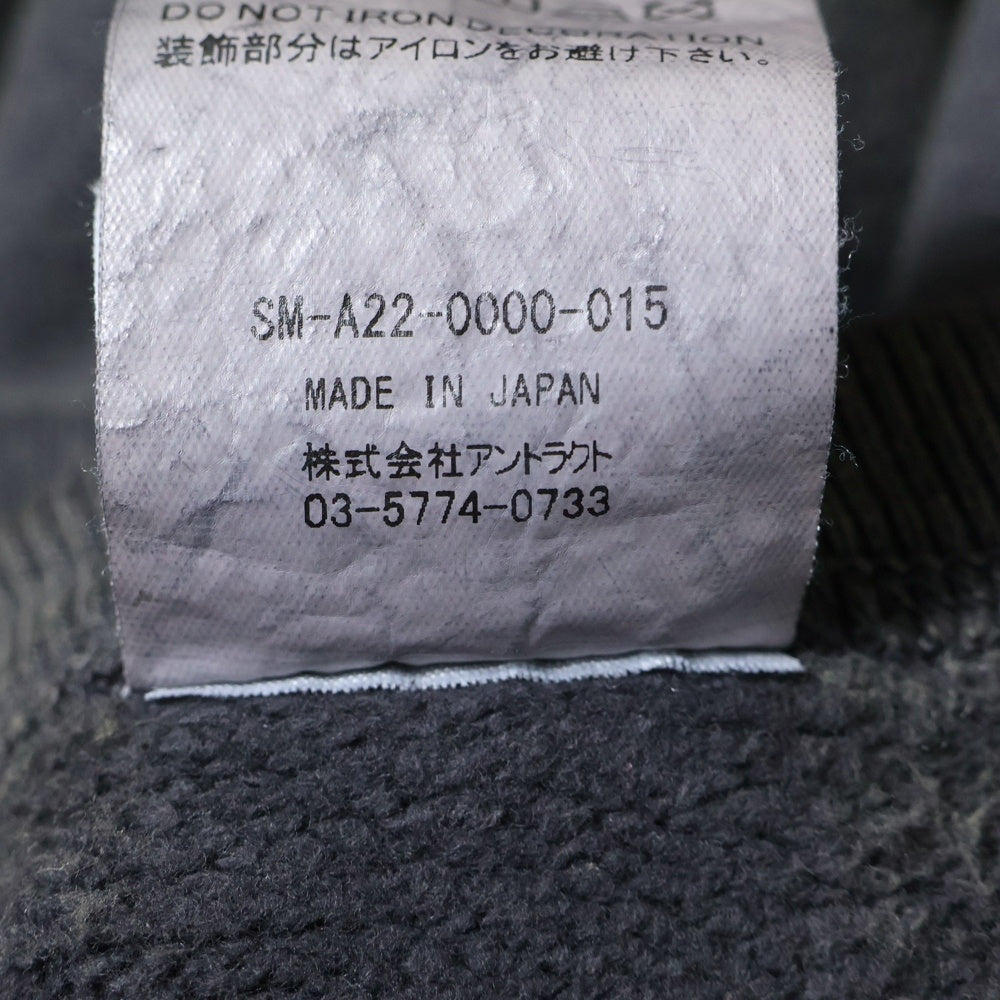 DO NOT IRON DECORATION
装飾部分はアイロンをお避け下さい。
SM-A22-0000-015
MADE IN JAPAN
株式会社アントラクト
03-5774-0733